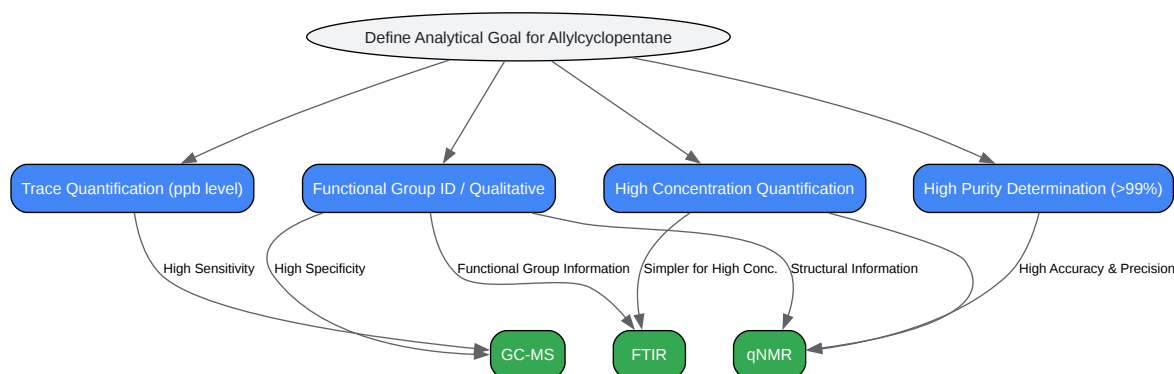 Define Analytical Goal for Allylcyclopentane
Trace Quantification (ppb level)
Functional Group ID / Qualitative
High Concentration Quantification
High Purity Determination (>99%)
High Sensitivity
High Specificity
Functional Group Information
Simpler for High Conc.
Structural Information
High Accuracy & Precision
GC-MS
FTIR
qNMR